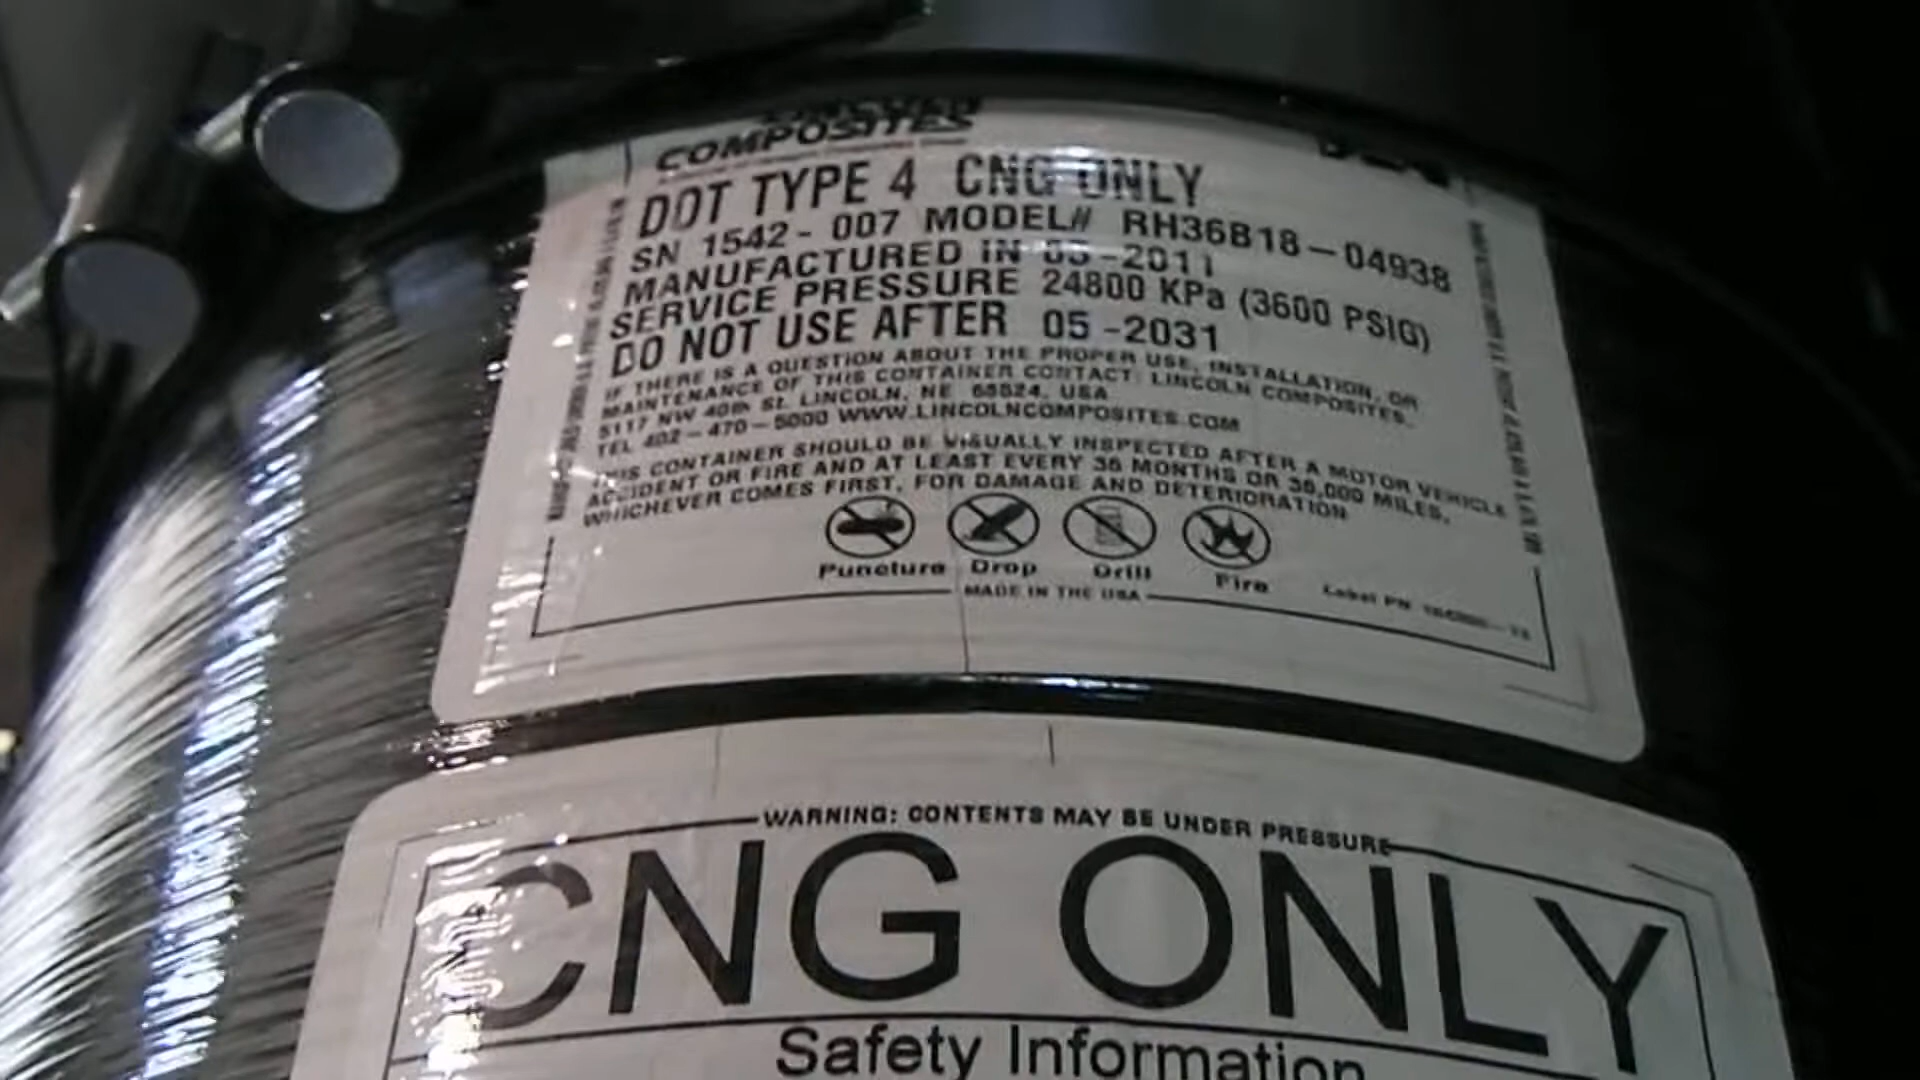 COMPOSITES
DOT TYPE 4 CNG ONLY
SN 1542-007 MODEL# RH36B18-04938
MANUFACTURED IN 05-2011
SERVICE PRESSURE 24800 KPa (3600 PSIG)
DO NOT USE AFTER 05-2031
IF THERE IS A QUESTION ABOUT THE PROPER USE, INSTALLATION, OR
MAINTENANCE OF THIS CONTAINER CONTACT: LINCOLN COMPOSITES,
5117 NW 40th St. LINCOLN, NE 68524, USA
TEL 402-470-5000 WWW.LINCOLNCOMPOSITES.COM
THIS CONTAINER SHOULD BE VISUALLY INSPECTED AFTER A MOTOR VEHICLE
ACCIDENT OR FIRE AND AT LEAST EVERY 36 MONTHS OR 36,000 MILES,
WHICHEVER COMES FIRST, FOR DAMAGE AND DETERIORATION
Puncture Drop Drill Fire
MADE IN THE USA
Label PN
WARNING: CONTENTS MAY BE UNDER PRESSURE
CNG ONLY
Safety Information